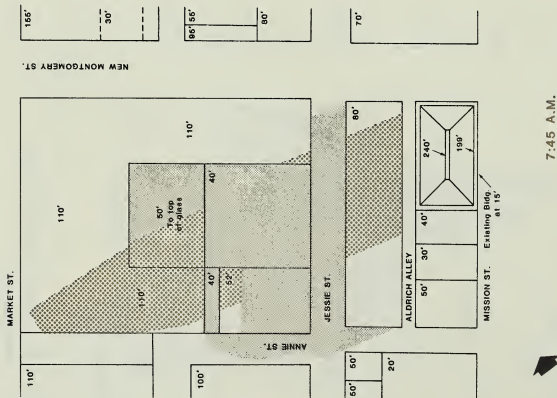 155'
30'
95'
55'
80'
70'
NEW MONTGOMERY ST.
MARKET ST.
110'
110'
50'
To top
of glass
40'
110'
40'
52'
JESSIE ST.
80'
ALDRICH ALLEY
240'
199'
40'
30'
50'
Existing Bldg.
at 15'
MISSION ST.
ANNIE ST.
110'
100'
50'
50'
20'
7:45 A.M.